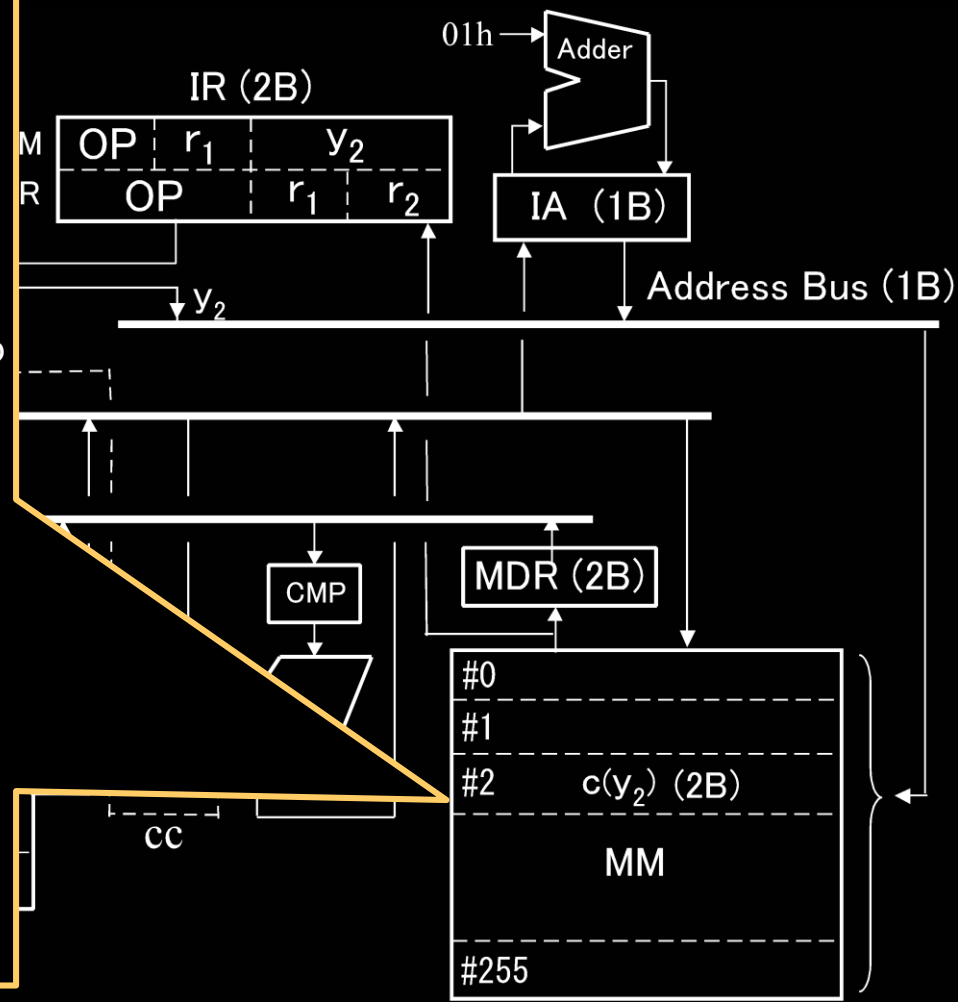 01h
Adder
IR (2B)
M OP r₁ y₂
R OP r₁ r₂
IA (1B)
Address Bus (1B)
y₂
CMP
MDR (2B)
#0
#1
#2 c(y₂) (2B)
MM
cc
#255